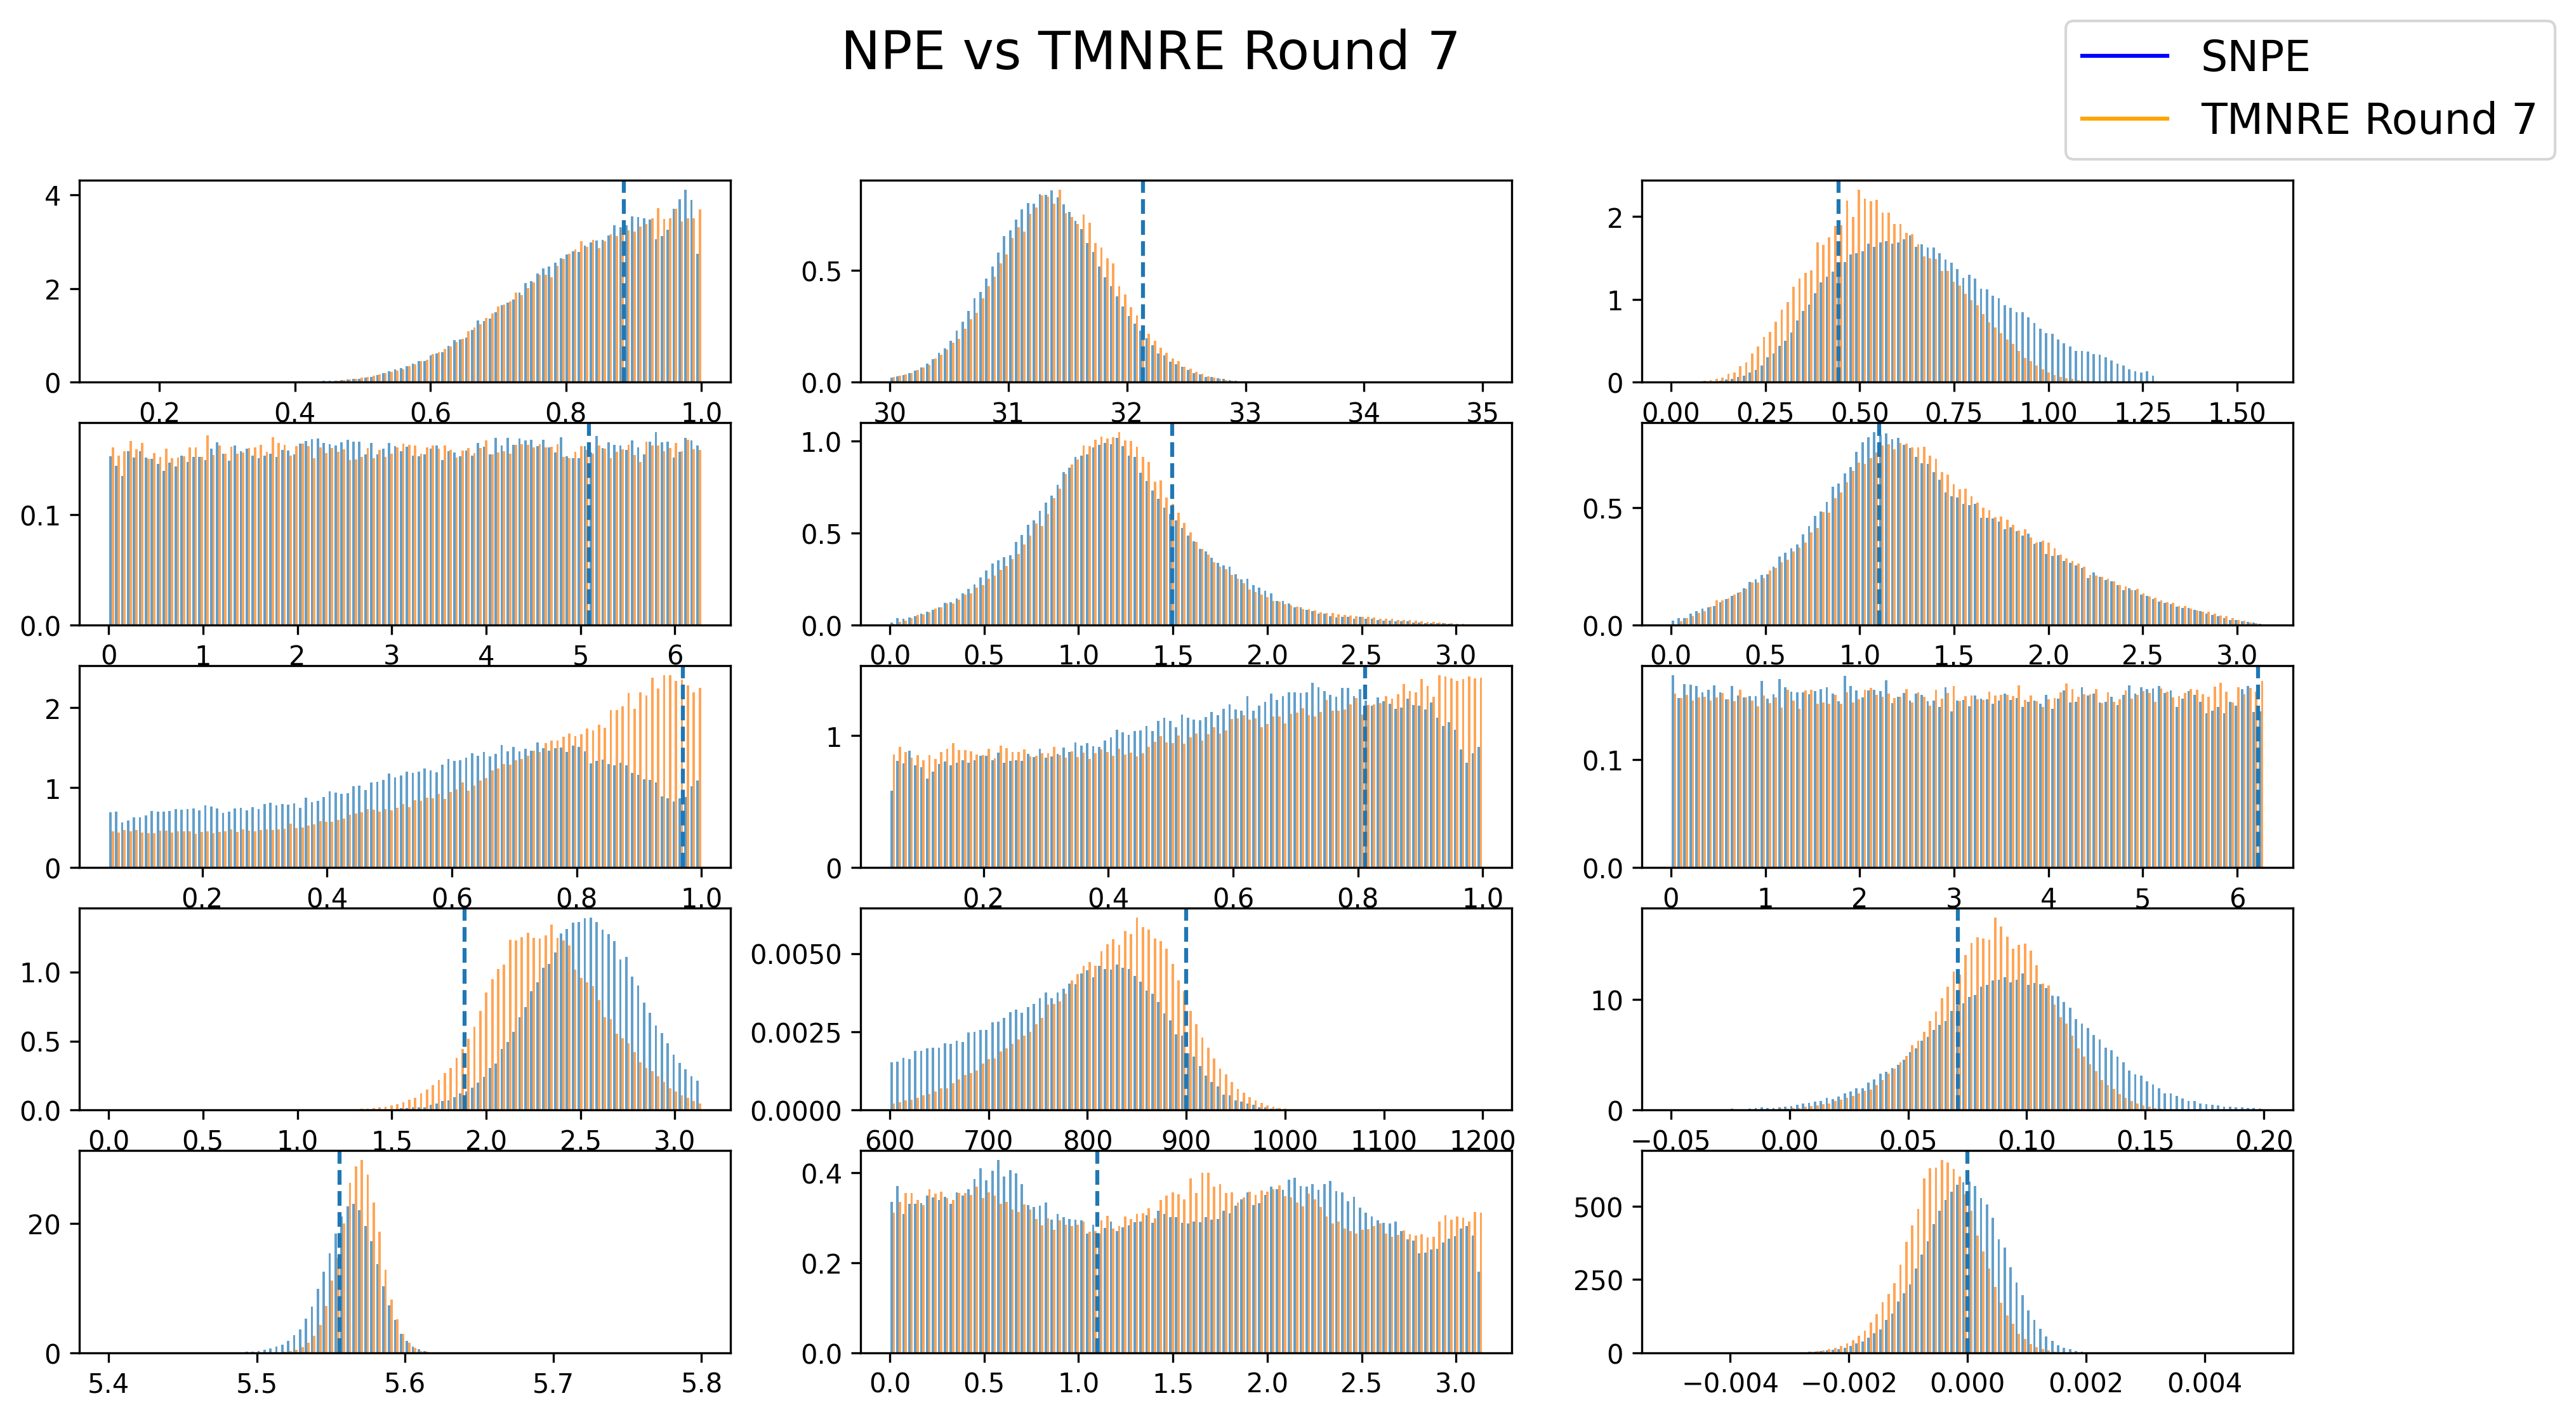 NPE vs TMNRE Round 7
SNPE
TMNRE Round 7
4
2
0
0.2 0.4 0.6 0.8 1.0
0.5
0.0
30 31 32 33 34 35
2
1
0
0.00 0.25 0.50 0.75 1.00 1.25 1.50
0.1
0.0
0 1 2 3 4 5 6
1.0
0.5
0.0
0.0 0.5 1.0 1.5 2.0 2.5 3.0
0.5
0.0
0.0 0.5 1.0 1.5 2.0 2.5 3.0
2
1
0
0.2 0.4 0.6 0.8 1.0
1
0
0.2 0.4 0.6 0.8 1.0
0.1
0.0
0 1 2 3 4 5 6
1.0
0.5
0.0
0.0 0.5 1.0 1.5 2.0 2.5 3.0
0.0050
0.0025
0.0000
600 700 800 900 1000 1100 1200
10
0
−0.05 0.00 0.05 0.10 0.15 0.20
20
0
5.4 5.5 5.6 5.7 5.8
0.4
0.2
0.0
0.0 0.5 1.0 1.5 2.0 2.5 3.0
500
250
0
−0.004 −0.002 0.000 0.002 0.004